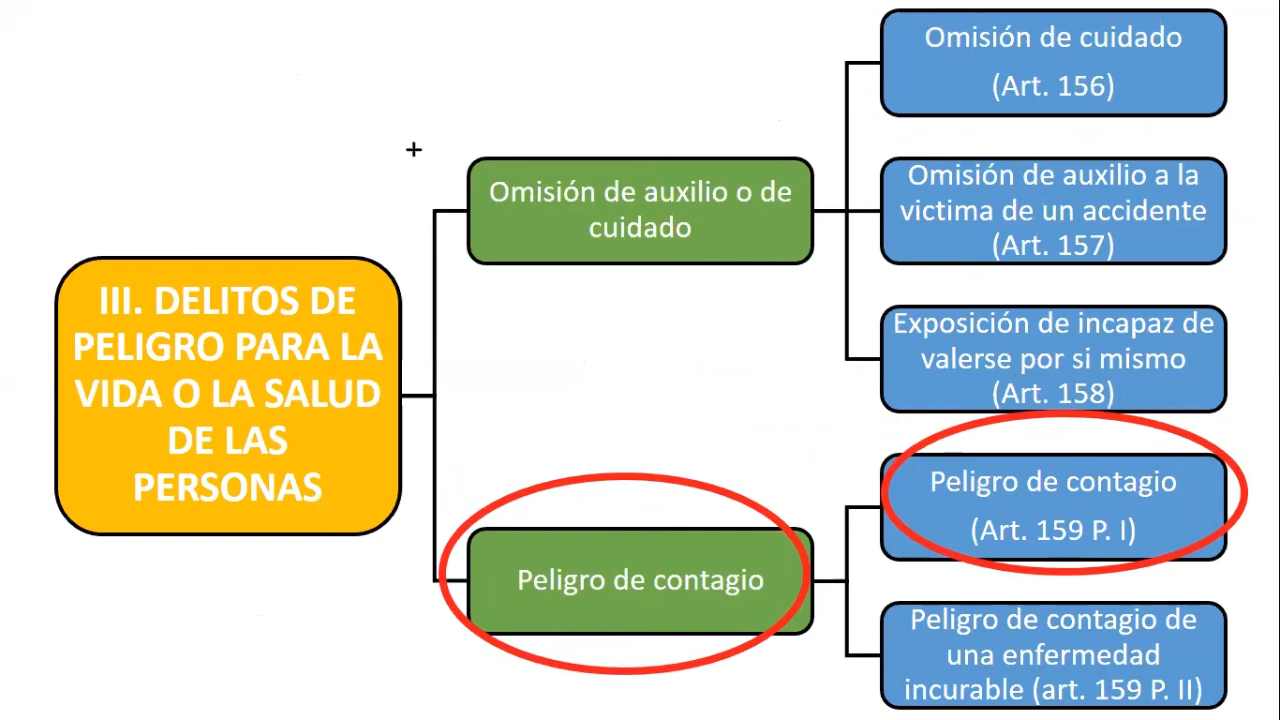 III. DELITOS DE
PELIGRO PARA LA
VIDA O LA SALUD
DE LAS
PERSONAS
Omisión de auxilio o de
cuidado
Omisión de cuidado
(Art. 156)
Omisión de auxilio a la
victima de un accidente
(Art. 157)
Exposición de incapaz de
valerse por si mismo
(Art. 158)
Peligro de contagio
Peligro de contagio
(Art. 159 P. I)
Peligro de contagio de
una enfermedad
incurable (art. 159 P. II)